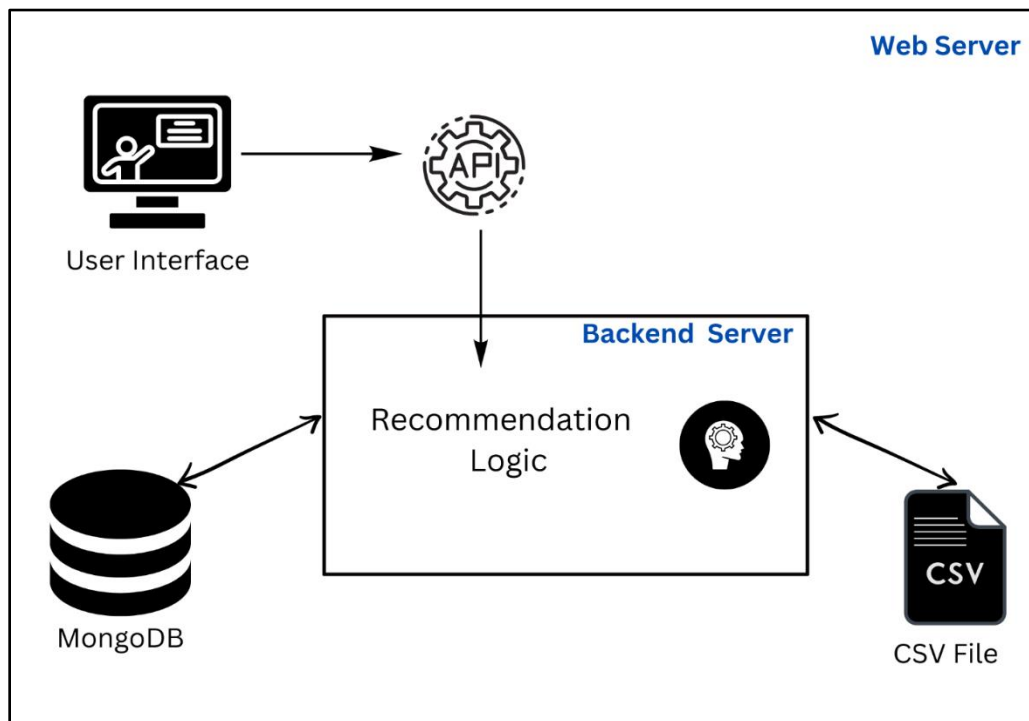 Web Server
API
User Interface
Backend  Server
Recommendation
Logic
MongoDB
CSV
CSV File